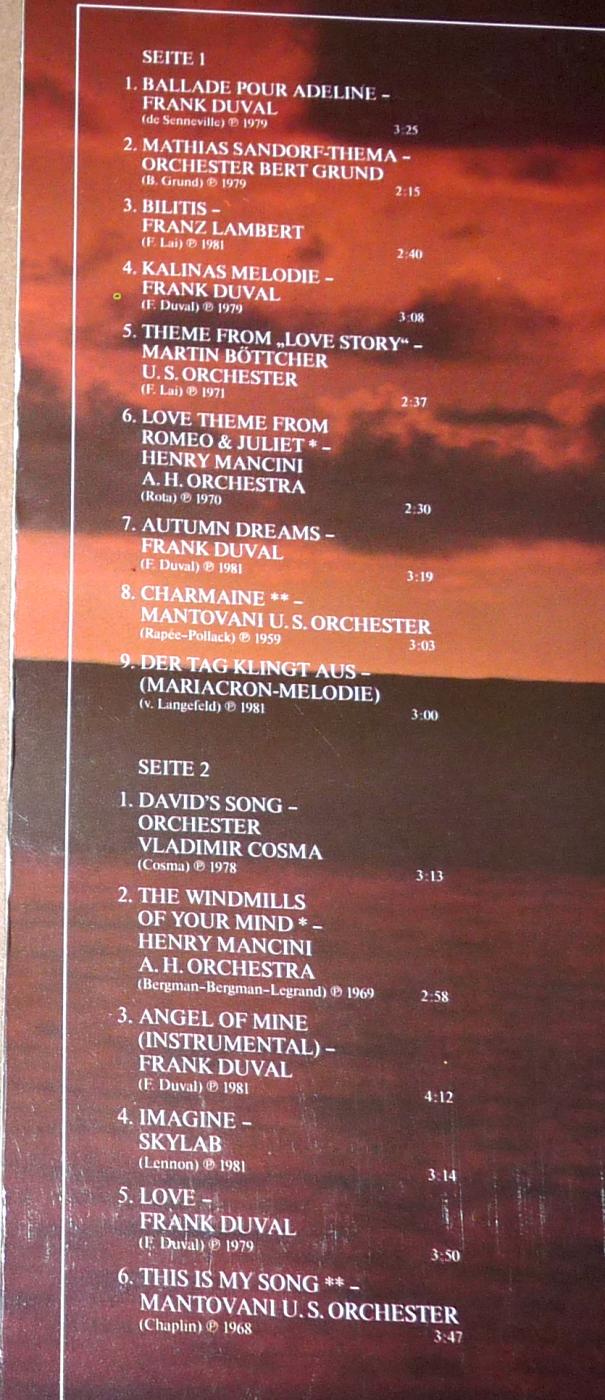 SEITE 1
1. BALLADE POUR ADELINE –
FRANK DUVAL
(de Senneville) ℗ 1979 3:25
2. MATHIAS SANDORF-THEMA –
ORCHESTER BERT GRUND
(B. Grund) ℗ 1979 2:15
3. BILITIS –
FRANZ LAMBERT
(F. Lai) ℗ 1981 2:40
4. KALINAS MELODIE –
FRANK DUVAL
(F. Duval) ℗ 1979 3:08
5. THEME FROM „LOVE STORY“ –
MARTIN BÖTTCHER
U. S. ORCHESTER
(F. Lai) ℗ 1971 2:37
6. LOVE THEME FROM
ROMEO & JULIET * –
HENRY MANCINI
A. H. ORCHESTRA
(Rota) ℗ 1970 2:30
7. AUTUMN DREAMS –
FRANK DUVAL
(F. Duval) ℗ 1981 3:19
8. CHARMAINE ** –
MANTOVANI U. S. ORCHESTER
(Rapée–Pollack) ℗ 1959 3:03
9. DER TAG KLINGT AUS –
(MARIACRON-MELODIE)
(v. Langefeld) ℗ 1981 3:00
SEITE 2
1. DAVID'S SONG –
ORCHESTER
VLADIMIR COSMA
(Cosma) ℗ 1978 3:13
2. THE WINDMILLS
OF YOUR MIND * –
HENRY MANCINI
A. H. ORCHESTRA
(Bergman–Bergman–Legrand) ℗ 1969 2:58
3. ANGEL OF MINE
(INSTRUMENTAL) –
FRANK DUVAL
(F. Duval) ℗ 1981 4:12
4. IMAGINE –
SKYLAB
(Lennon) ℗ 1981 3:14
5. LOVE –
FRANK DUVAL
(F. Duval) ℗ 1979 3:50
6. THIS IS MY SONG ** –
MANTOVANI U. S. ORCHESTER
(Chaplin) ℗ 1968 3:47